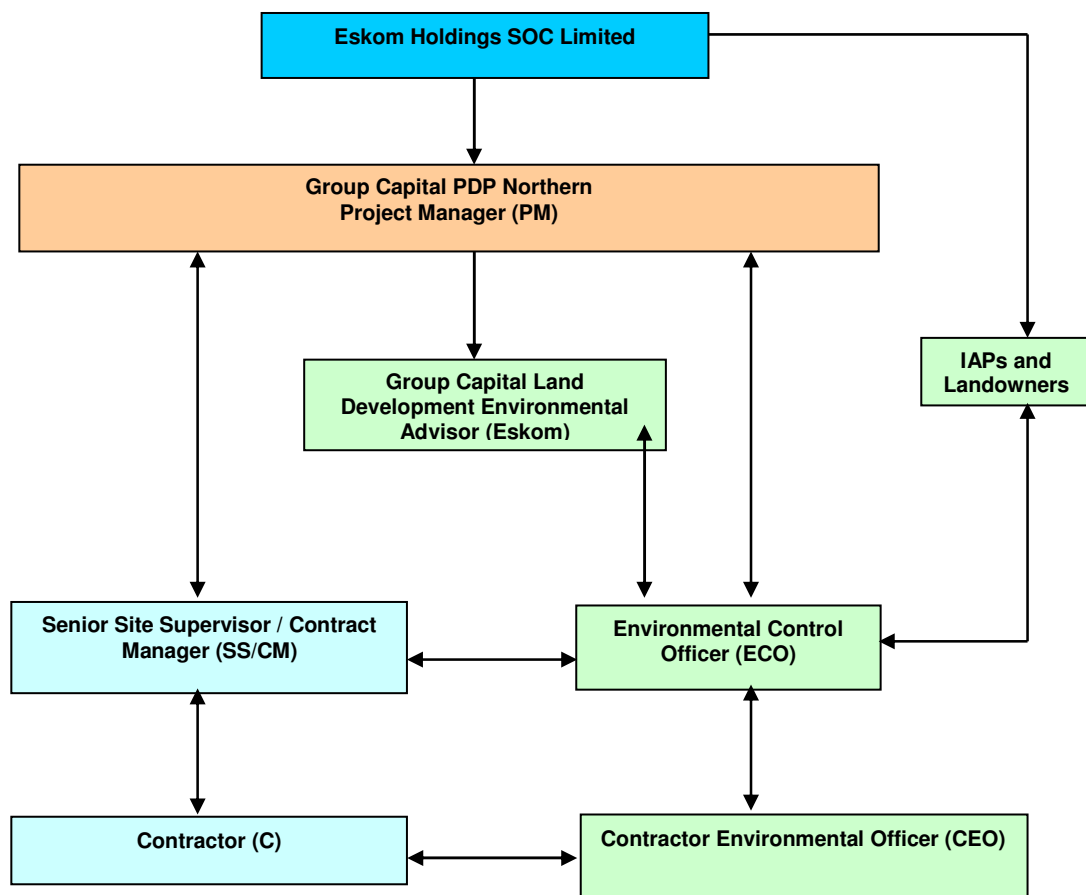 Eskom Holdings SOC Limited
Group Capital PDP Northern
Project Manager (PM)
IAPs and
Landowners
Group Capital Land
Development Environmental
Advisor (Eskom)
Senior Site Supervisor / Contract
Manager (SS/CM)
Environmental Control
Officer (ECO)
Contractor (C)
Contractor Environmental Officer (CEO)